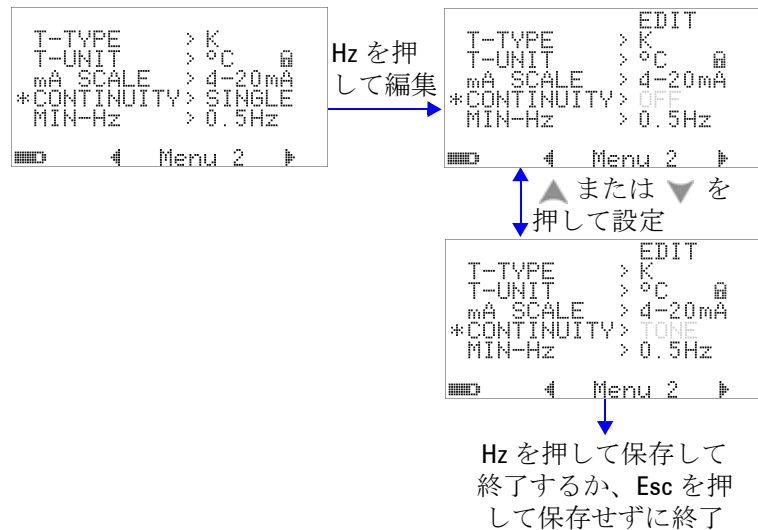 T-TYPE > K
T-UNIT > °C
mA SCALE > 4-20mA
*CONTINUITY> SINGLE
MIN-Hz > 0.5Hz
Menu 2
Hz を押
して編集
EDIT
T-TYPE > K
T-UNIT > °C
mA SCALE > 4-20mA
*CONTINUITY> OFF
MIN-Hz > 0.5Hz
Menu 2
または を
押して設定
EDIT
T-TYPE > K
T-UNIT > °C
mA SCALE > 4-20mA
*CONTINUITY> TONE
MIN-Hz > 0.5Hz
Menu 2
Hz を押して保存して
終了するか、Esc を押
して保存せずに終了